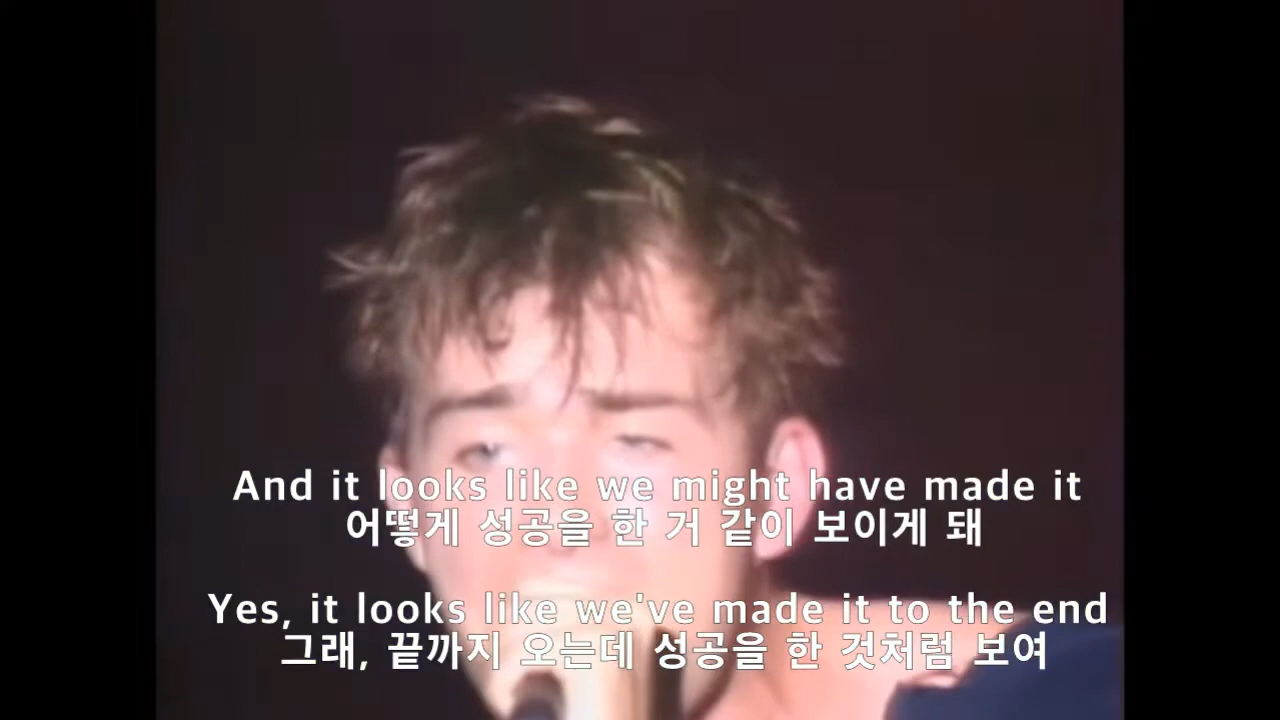 And it looks like we might have made it
어떻게 성공을 한 거 같이 보이게 돼
Yes, it looks like we've made it to the end
그래, 끝까지 오는데 성공을 한 것처럼 보여